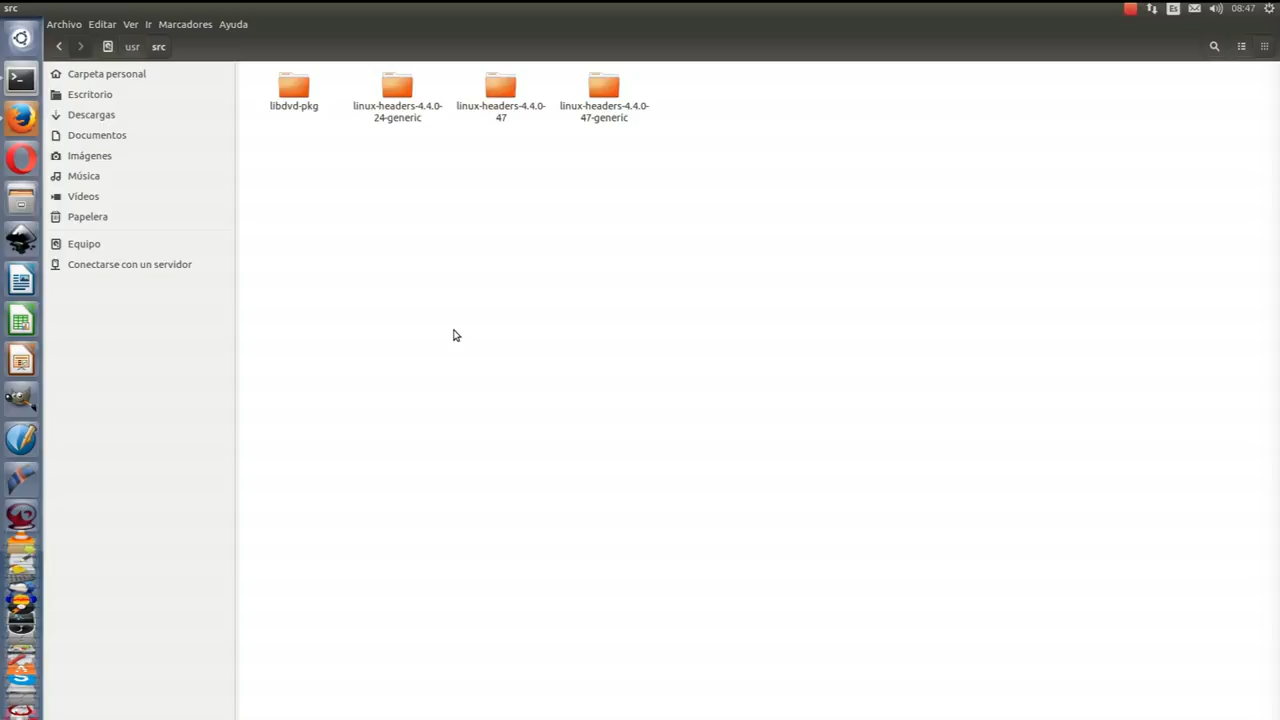 src
Es
08:47
Archivo Editar Ver Ir Marcadores Ayuda
usr src
Carpeta personal
Escritorio
Descargas
Documentos
Imágenes
Música
Vídeos
Papelera
Equipo
Conectarse con un servidor
libdvd-pkg
linux-headers-4.4.0-
24-generic
linux-headers-4.4.0-
47
linux-headers-4.4.0-
47-generic